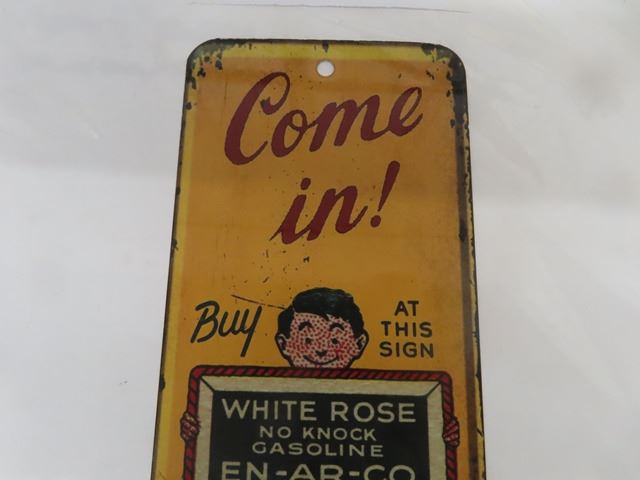 Come
in!
Buy
AT
THIS
SIGN
WHITE ROSE
NO KNOCK
GASOLINE
EN-AR-CO